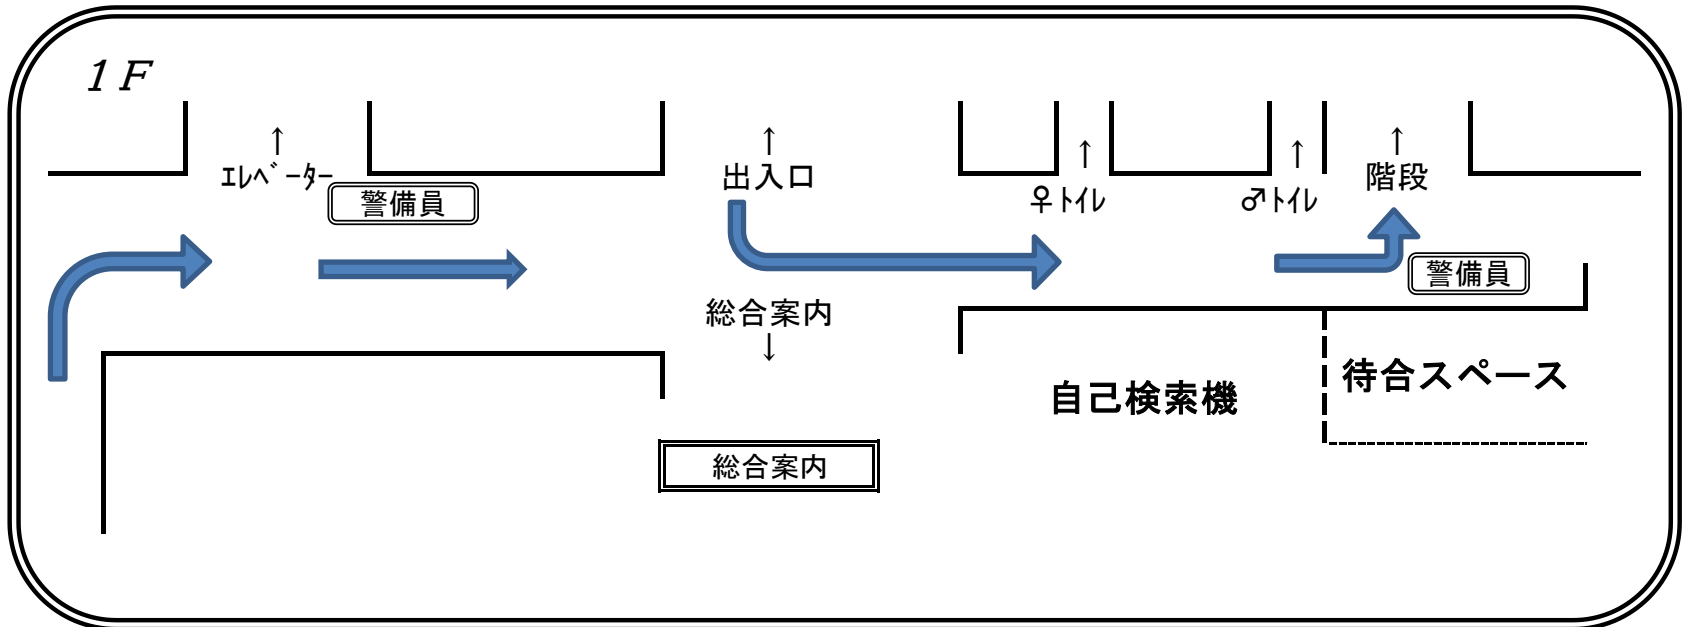 1F
↑
ｴﾚﾍﾞｰﾀｰ
警備員
↑
出入口
↑
♀ﾄｲﾚ
↑
♂ﾄｲﾚ
↑
階段
警備員
総合案内
↓
自己検索機
待合スペース
総合案内